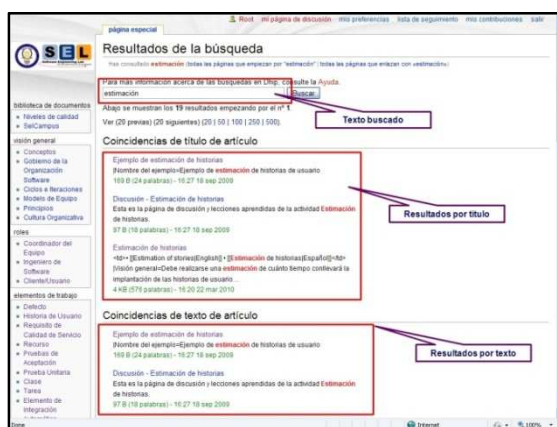 Root mi página de discusión mis preferencias lista de seguimiento mis contribuciones salir
página especial
SEL
Resultados de la búsqueda
Has consultado estimación (todas las páginas que empiezan por "estimación" | todas las páginas que enlazan con «estimación»)
Para más información acerca de las búsquedas en Dhip, consulte la Ayuda.
estimación
Buscar
Texto buscado
Abajo se muestran los 19 resultados empezando por el nº 1.
Ver (20 previas) (20 siguientes) (20 | 50 | 100 | 250 | 500).
Coincidencias de título de artículo
Ejemplo de estimación de historias
|Nombre del ejemplo=Ejemplo de estimación de historias de usuario
169 B (24 palabras) - 16:27 18 sep 2009
Discusión - Estimación de historias
Esta es la página de discusión y lecciones aprendidas de la actividad Estimación
de historias.
97 B (18 palabras) - 16:27 18 sep 2009
Resultados por titulo
Estimación de historias
<td>• [[Estimation of stories|English]] • [[Estimación de historias|Español]]</td>
|Visión general=Debe realizarse una estimación de cuánto tiempo conllevará la
implantación de las historias de usuario ...
4 KB (576 palabras) - 16:20 22 mar 2010
Coincidencias de texto de artículo
Ejemplo de estimación de historias
|Nombre del ejemplo=Ejemplo de estimación de historias de usuario
169 B (24 palabras) - 16:27 18 sep 2009
Resultados por texto
Discusión - Estimación de historias
Esta es la página de discusión y lecciones aprendidas de la actividad Estimación
de historias.
97 B (18 palabras) - 16:27 18 sep 2009
biblioteca de documentos
Niveles de calidad
SelCampus
visión general
Conceptos
Gobierno de la
Organización
Software
Ciclos e Iteraciones
Modelo de Equipo
Principios
Cultura Organizativa
roles
Coordinador del
Equipo
Ingeniero de
Software
Cliente/Usuario
elementos de trabajo
Defecto
Historia de Usuario
Requisito de
Calidad de Servicio
Recurso
Pruebas de
Aceptación
Prueba Unitaria
Clase
Tarea
Elemento de
Integración
Done
Internet
100%